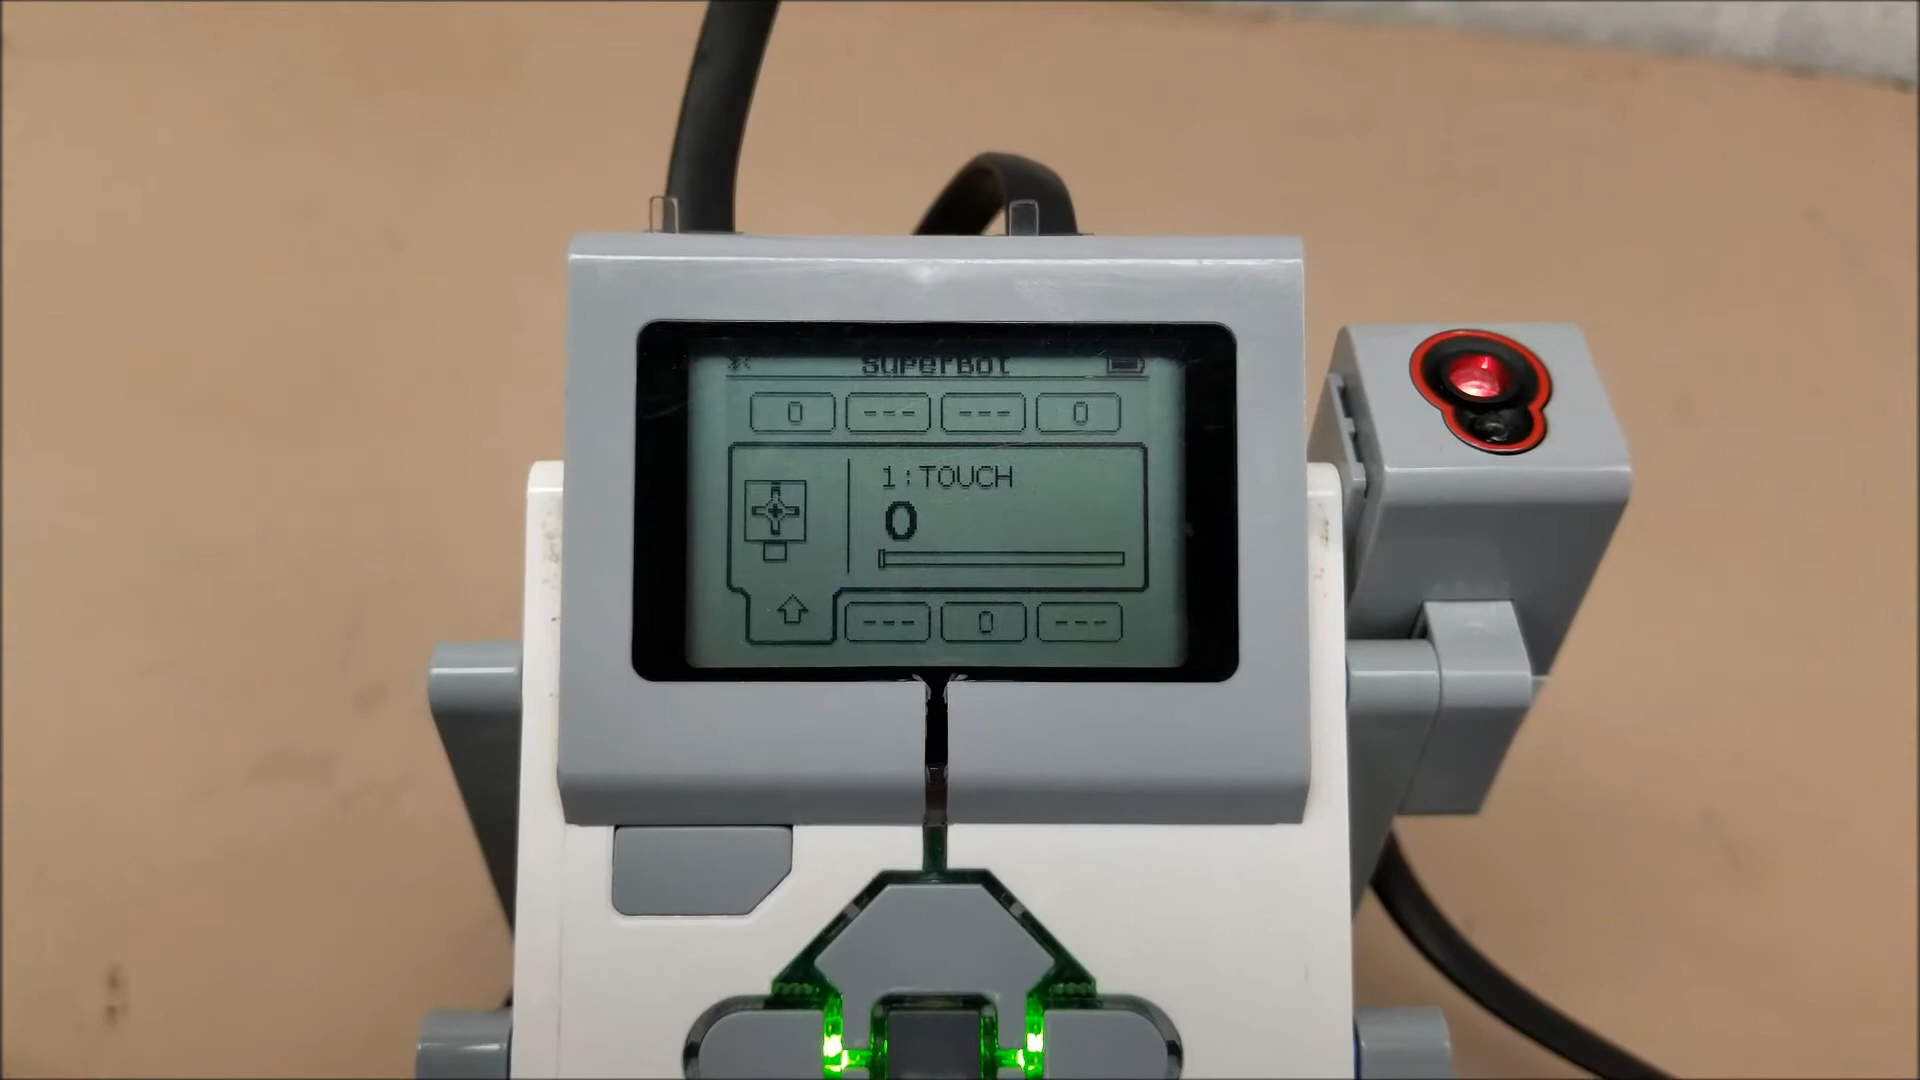 SuperBot
0 --- --- 0
1:TOUCH
0
--- 0 ---